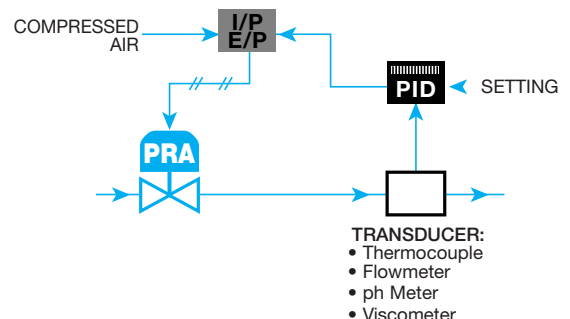 COMPRESSED
AIR
I/P
E/P
PID
SETTING
PRA
TRANSDUCER:
• Thermocouple
• Flowmeter
• ph Meter
• Viscometer